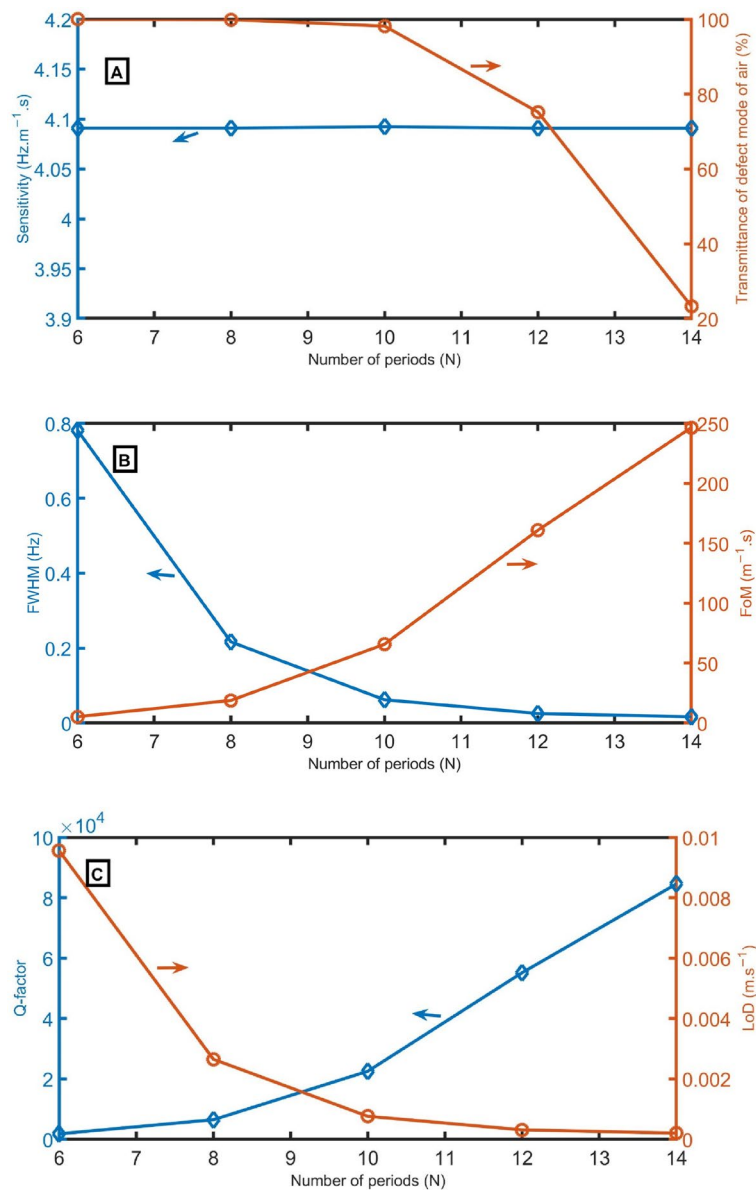 A
Sensitivity (Hz.m⁻¹.s)
4.2
4.15
4.1
4.05
4
3.95
3.9
Transmittance of defect mode of air (%)
100
80
60
40
20
6 7 8 9 10 11 12 13 14
Number of periods (N)
B
FWHM (Hz)
0.8
0.6
0.4
0.2
0
FoM (m⁻¹.s)
250
200
150
100
50
0
6 7 8 9 10 11 12 13 14
Number of periods (N)
C
×10⁴
Q-factor
10
8
6
4
2
0
LoD (m.s⁻¹)
0.01
0.008
0.006
0.004
0.002
0
6 7 8 9 10 11 12 13 14
Number of periods (N)